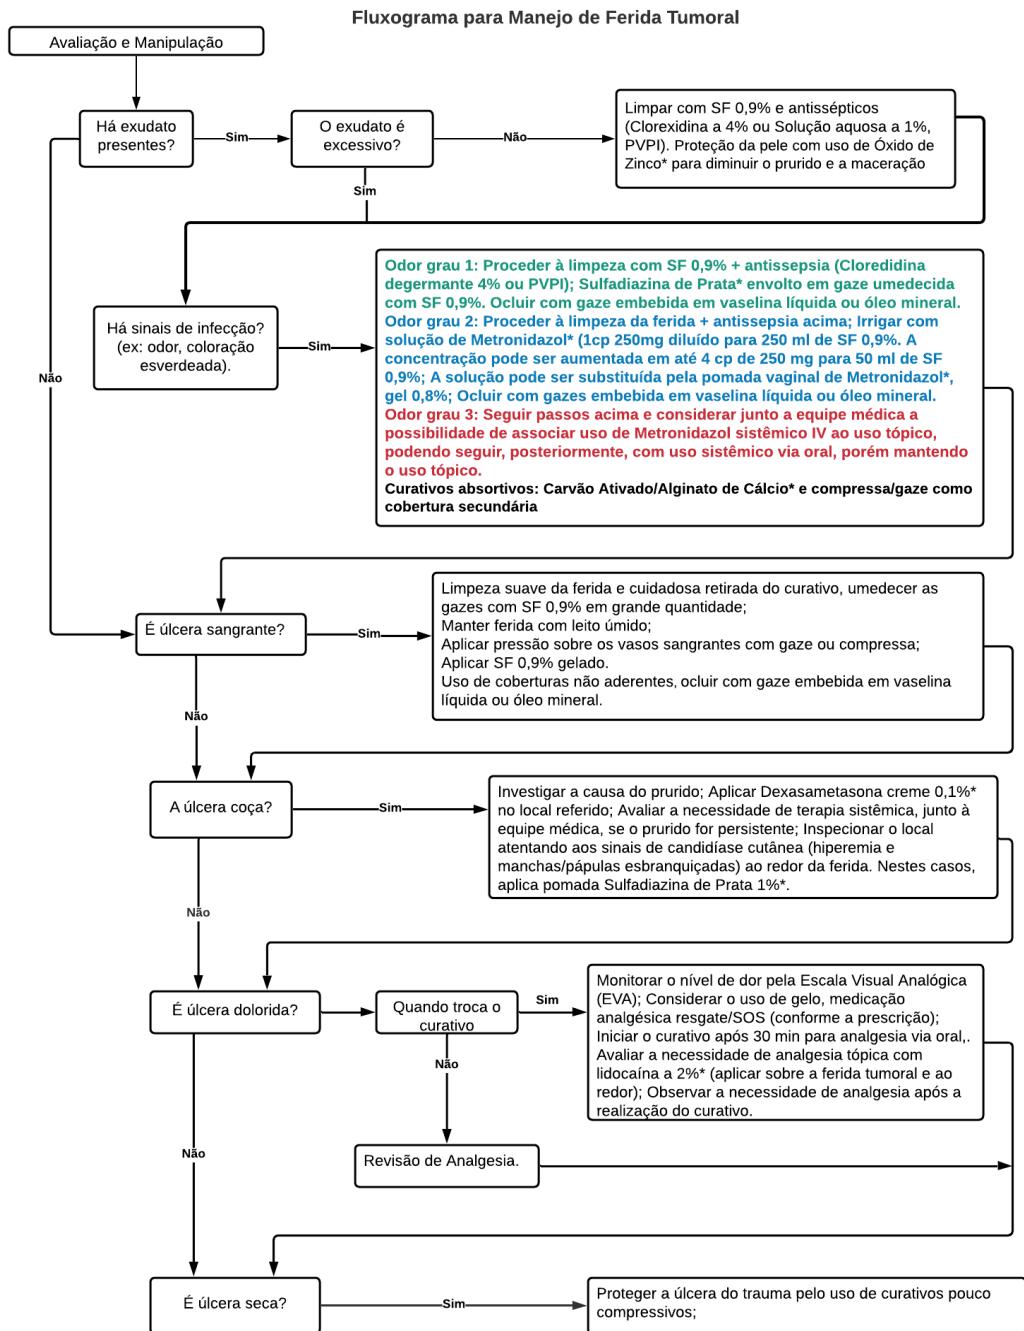 Fluxograma para Manejo de Ferida Tumoral
Avaliação e Manipulação
Há exudato
presentes?
Sim
O exudato é
excessivo?
Não
Limpar com SF 0,9% e antissépticos
(Clorexidina a 4% ou Solução aquosa a 1%,
PVPI). Proteção da pele com uso de Óxido de
Zinco* para diminuir o prurido e a maceração
Sim
Há sinais de infecção?
(ex: odor, coloração
esverdeada).
Sim
Odor grau 1: Proceder à limpeza com SF 0,9% + antissepsia (Cloredidina
degermante 4% ou PVPI); Sulfadiazina de Prata* envolto em gaze umedecida
com SF 0,9%. Ocluir com gaze embebida em vaselina líquida ou óleo mineral.
Odor grau 2: Proceder à limpeza da ferida + antissepsia acima; Irrigar com
solução de Metronidazol* (1cp 250mg diluído para 250 ml de SF 0,9%. A
concentração pode ser aumentada em até 4 cp de 250 mg para 50 ml de SF
0,9%; A solução pode ser substituída pela pomada vaginal de Metronidazol*,
gel 0,8%; Ocluir com gazes embebida em vaselina líquida ou óleo mineral.
Odor grau 3: Seguir passos acima e considerar junto a equipe médica a
possibilidade de associar uso de Metronidazol sistêmico IV ao uso tópico,
podendo seguir, posteriormente, com uso sistêmico via oral, porém mantendo
o uso tópico.
Curativos absortivos: Carvão Ativado/Alginato de Cálcio* e compressa/gaze como
cobertura secundária
Não
É úlcera sangrante?
Sim
Limpeza suave da ferida e cuidadosa retirada do curativo, umedecer as
gazes com SF 0,9% em grande quantidade;
Manter ferida com leito úmido;
Aplicar pressão sobre os vasos sangrantes com gaze ou compressa;
Aplicar SF 0,9% gelado.
Uso de coberturas não aderentes, ocluir com gaze embebida em vaselina
líquida ou óleo mineral.
Não
A úlcera coça?
Sim
Investigar a causa do prurido; Aplicar Dexasametasona creme 0,1%*
no local referido; Avaliar a necessidade de terapia sistêmica, junto à
equipe médica, se o prurido for persistente; Inspecionar o local
atentando aos sinais de candidíase cutânea (hiperemia e
manchas/pápulas esbranquiçadas) ao redor da ferida. Nestes casos,
aplica pomada Sulfadiazina de Prata 1%*.
Não
É úlcera dolorida?
Quando troca o
curativo
Sim
Monitorar o nível de dor pela Escala Visual Analógica
(EVA); Considerar o uso de gelo, medicação
analgésica resgate/SOS (conforme a prescrição);
Iniciar o curativo após 30 min para analgesia via oral,.
Avaliar a necessidade de analgesia tópica com
lidocaína a 2%* (aplicar sobre a ferida tumoral e ao
redor); Observar a necessidade de analgesia após a
realização do curativo.
Não
Revisão de Analgesia.
Não
É úlcera seca?
Sim
Proteger a úlcera do trauma pelo uso de curativos pouco
compressivos;